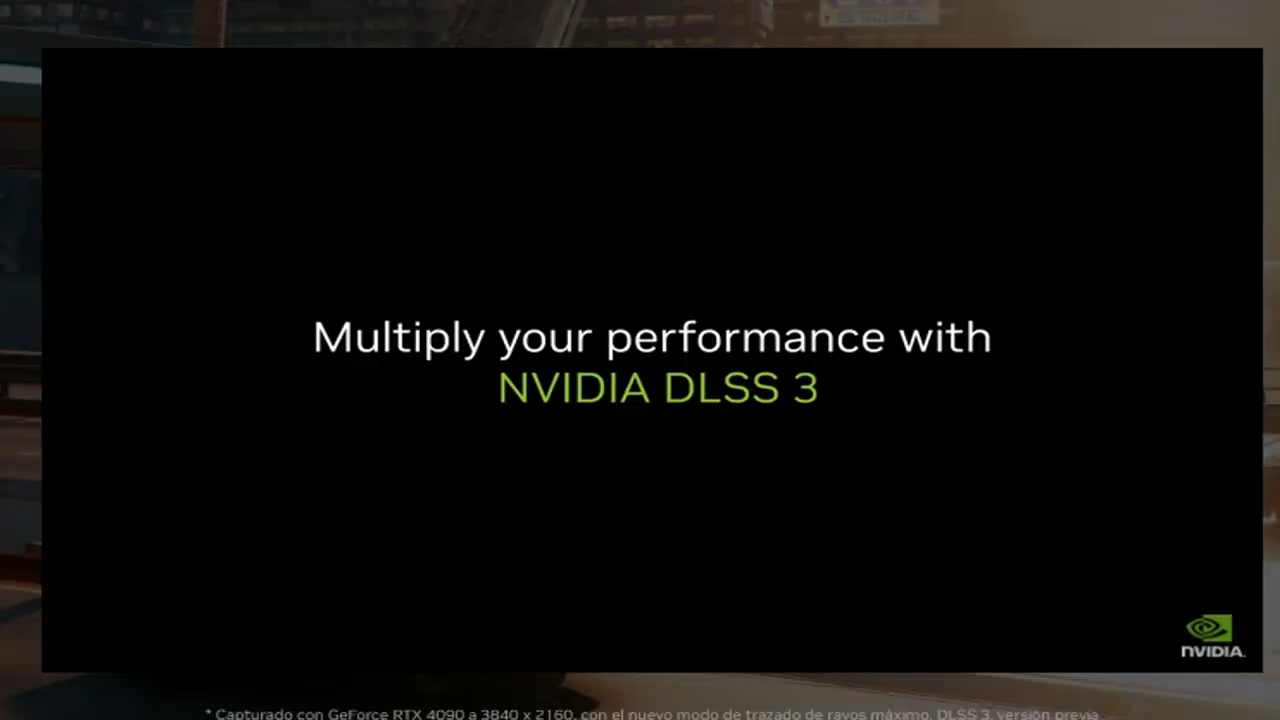 Multiply your performance with
NVIDIA DLSS 3
NVIDIA.
* Capturado con GeForce RTX 4090 a 3840 x 2160, con el nuevo modo de trazado de rayos máximo, DLSS 3, versión previa